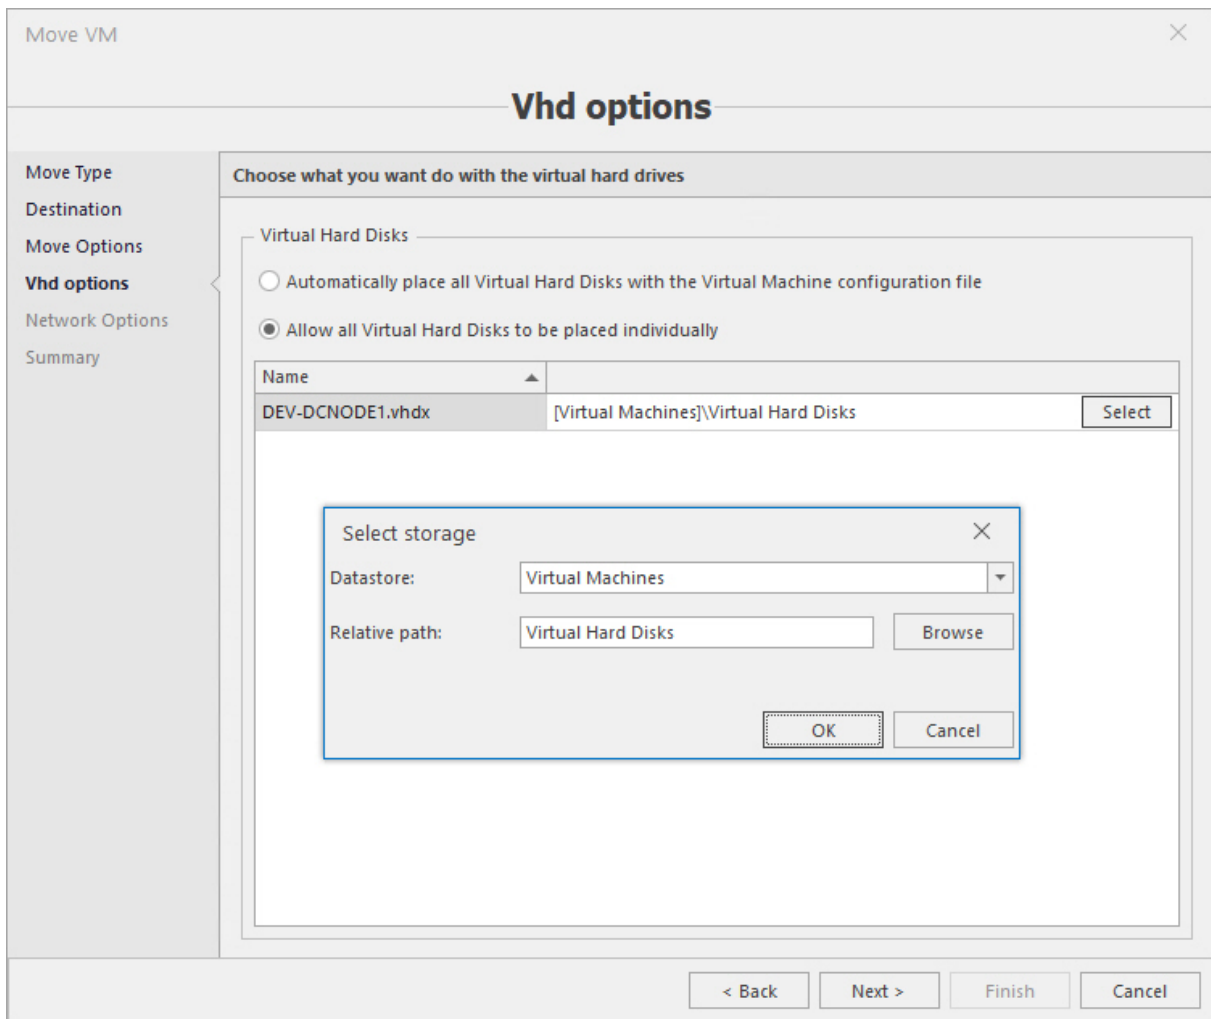 Move VM
Vhd options
Move Type
Destination
Move Options
Vhd options
Network Options
Summary
Choose what you want do with the virtual hard drives
Virtual Hard Disks
Automatically place all Virtual Hard Disks with the Virtual Machine configuration file
Allow all Virtual Hard Disks to be placed individually
Name
DEV-DCNODE1.vhdx [Virtual Machines]\Virtual Hard Disks Select
Select storage
Datastore: Virtual Machines
Relative path: Virtual Hard Disks Browse
OK Cancel
< Back Next > Finish Cancel